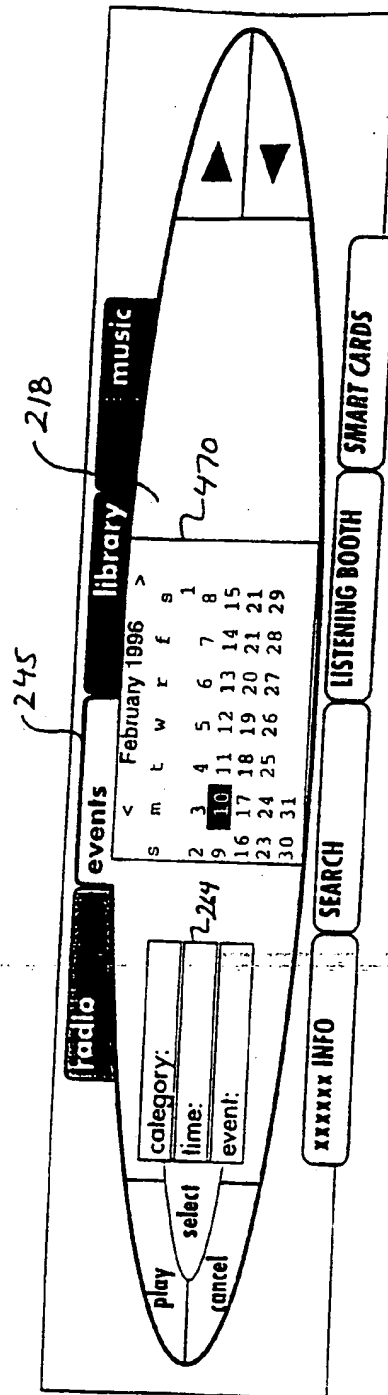 245
218
radio
events
library
music
play
select
cancel
category:
time:
event:
264
< February 1996 >
s m t w r f s
1
2 3 4 5 6 7 8
9 10 11 12 13 14 15
16 17 18 19 20 21 21
23 24 25 26 27 28 29
30 31
470
xxxxxx INFO
SEARCH
LISTENING BOOTH
SMART CARDS